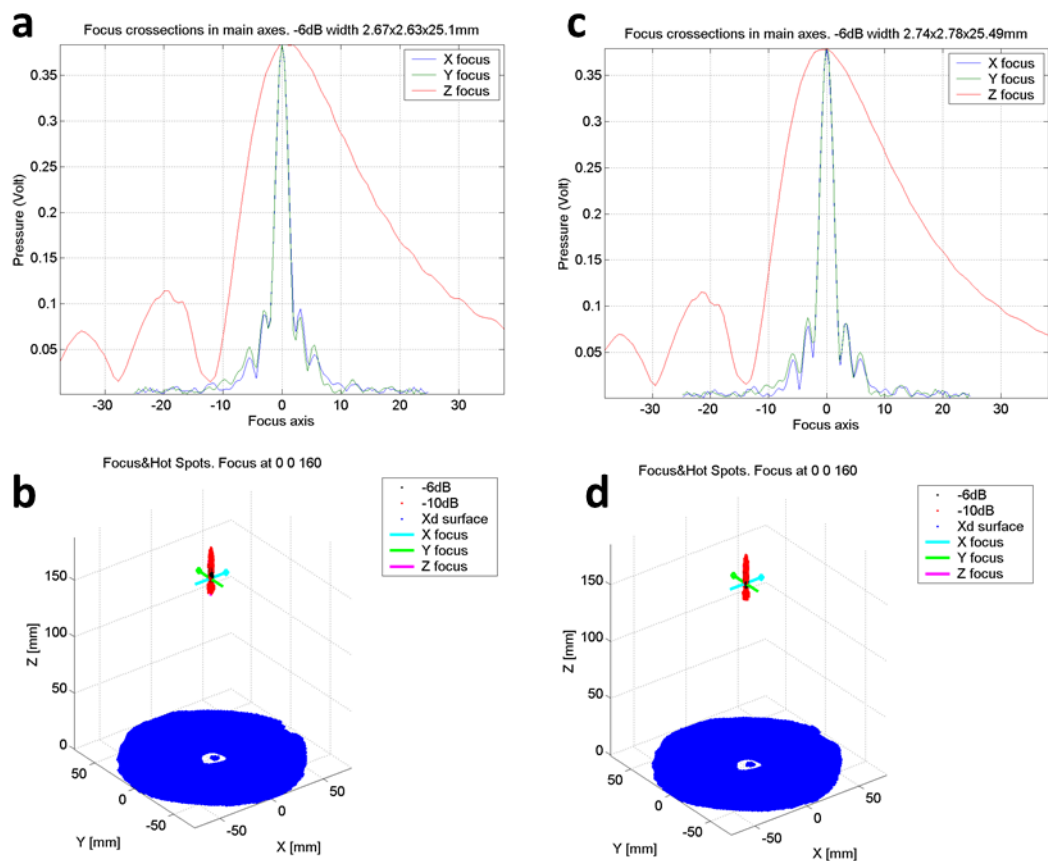 a
Focus crossections in main axes. -6dB width 2.67x2.63x25.1mm
X focus
Y focus
Z focus
Pressure (Volt)
0.35
0.3
0.25
0.2
0.15
0.1
0.05
-30 -20 -10 0 10 20 30
Focus axis
c
Focus crossections in main axes. -6dB width 2.74x2.78x25.49mm
X focus
Y focus
Z focus
Pressure (Volt)
0.35
0.3
0.25
0.2
0.15
0.1
0.05
-30 -20 -10 0 10 20 30
Focus axis
b
Focus&Hot Spots. Focus at 0 0 160
-6dB
-10dB
Xd surface
X focus
Y focus
Z focus
Z [mm]
150
100
50
0
50
0
-50
Y [mm]
-50
0
50
X [mm]
d
Focus&Hot Spots. Focus at 0 0 160
-6dB
-10dB
Xd surface
X focus
Y focus
Z focus
Z [mm]
150
100
50
0
50
0
-50
Y [mm]
-50
0
50
X [mm]